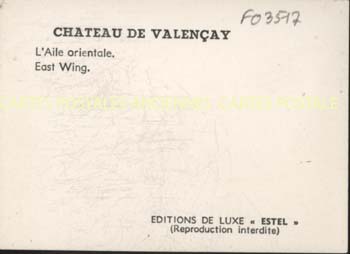 FO3517
CHATEAU DE VALENÇAY
L'Aile orientale.
East Wing.
EDITIONS DE LUXE « ESTEL »
(Reproduction interdite)